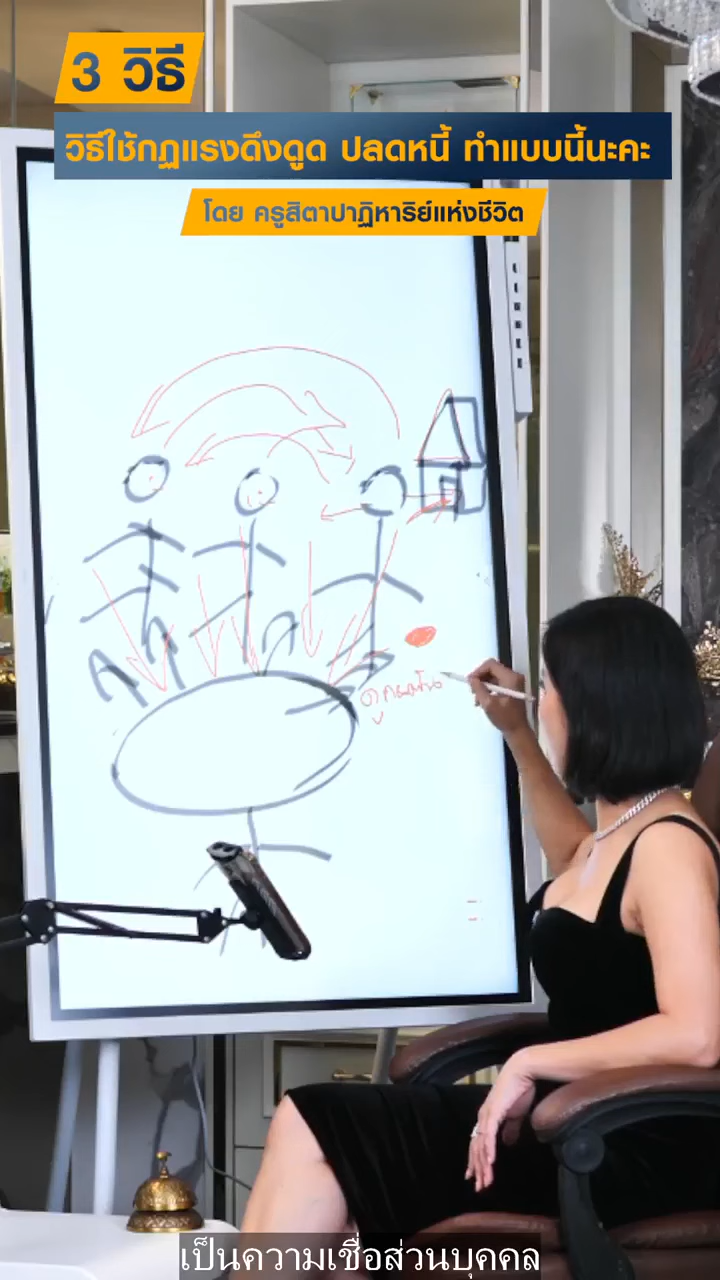 3 วิธี
วิธีใช้กฏแรงดึงดูด ปลดหนี้ ทำแบบนี้นะคะ
โดย ครูสิตาปาฏิหาริย์แห่งชีวิต
เป็นความเชื่อส่วนบุคคล